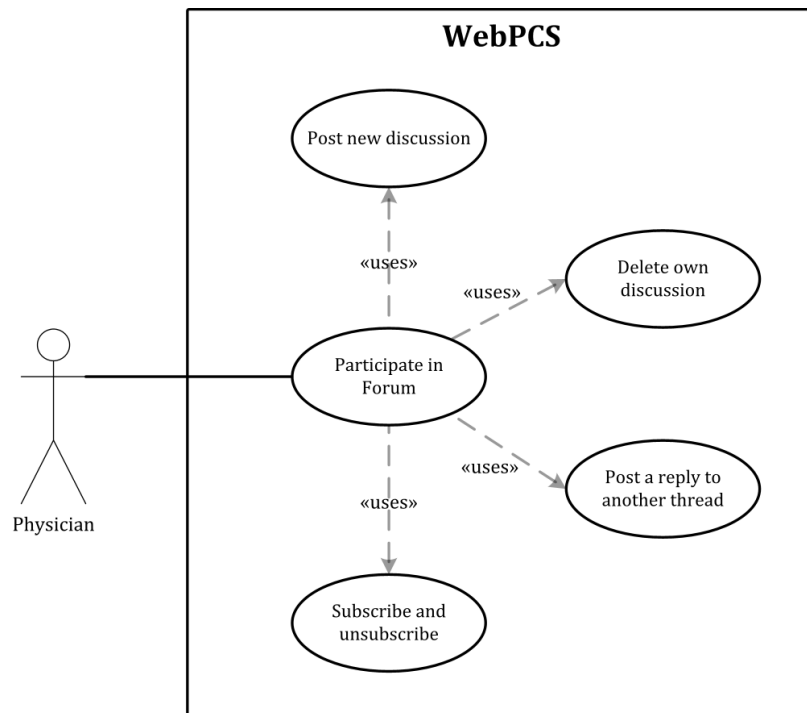 WebPCS
Post new discussion
«uses»
«uses»
Delete own
discussion
Participate in
Forum
Physician
«uses»
Post a reply to
another thread
«uses»
Subscribe and
unsubscribe